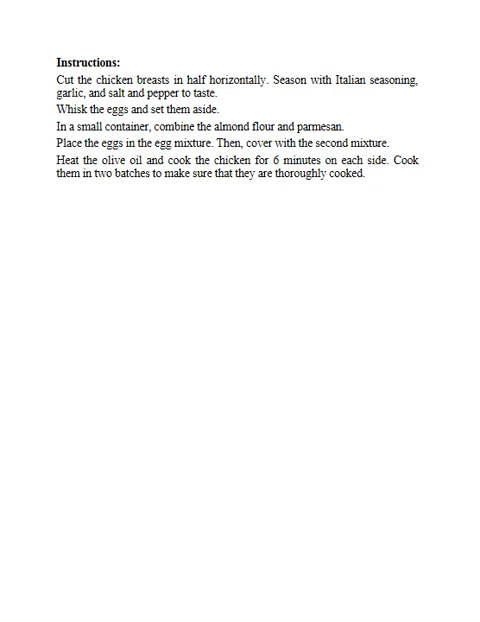 Instructions:
Cut the chicken breasts in half horizontally. Season with Italian seasoning,
garlic, and salt and pepper to taste.
Whisk the eggs and set them aside.
In a small container, combine the almond flour and parmesan.
Place the eggs in the egg mixture. Then, cover with the second mixture.
Heat the olive oil and cook the chicken for 6 minutes on each side. Cook
them in two batches to make sure that they are thoroughly cooked.